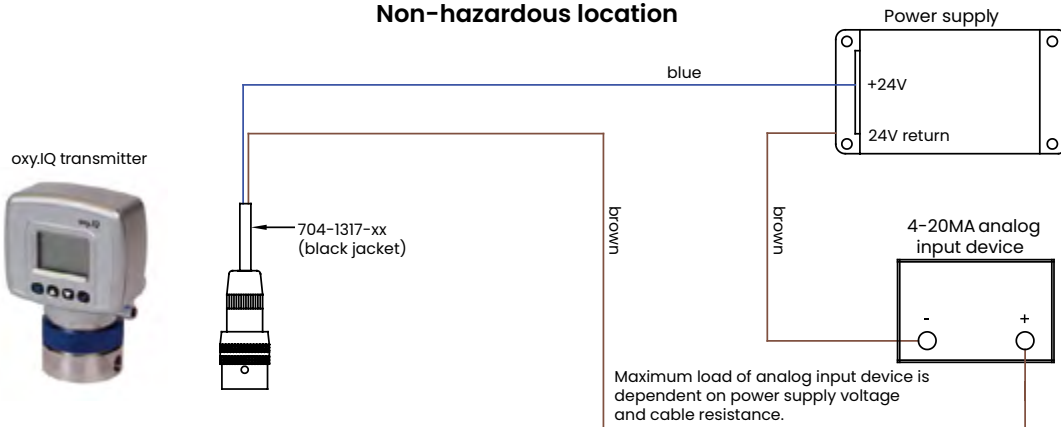 Non-hazardous location
Power supply
blue
+24V
24V return
oxy.IQ transmitter
oxy.IQ
704-1317-xx
(black jacket)
brown
brown
4-20MA analog
input device
-
+
Maximum load of analog input device is
dependent on power supply voltage
and cable resistance.